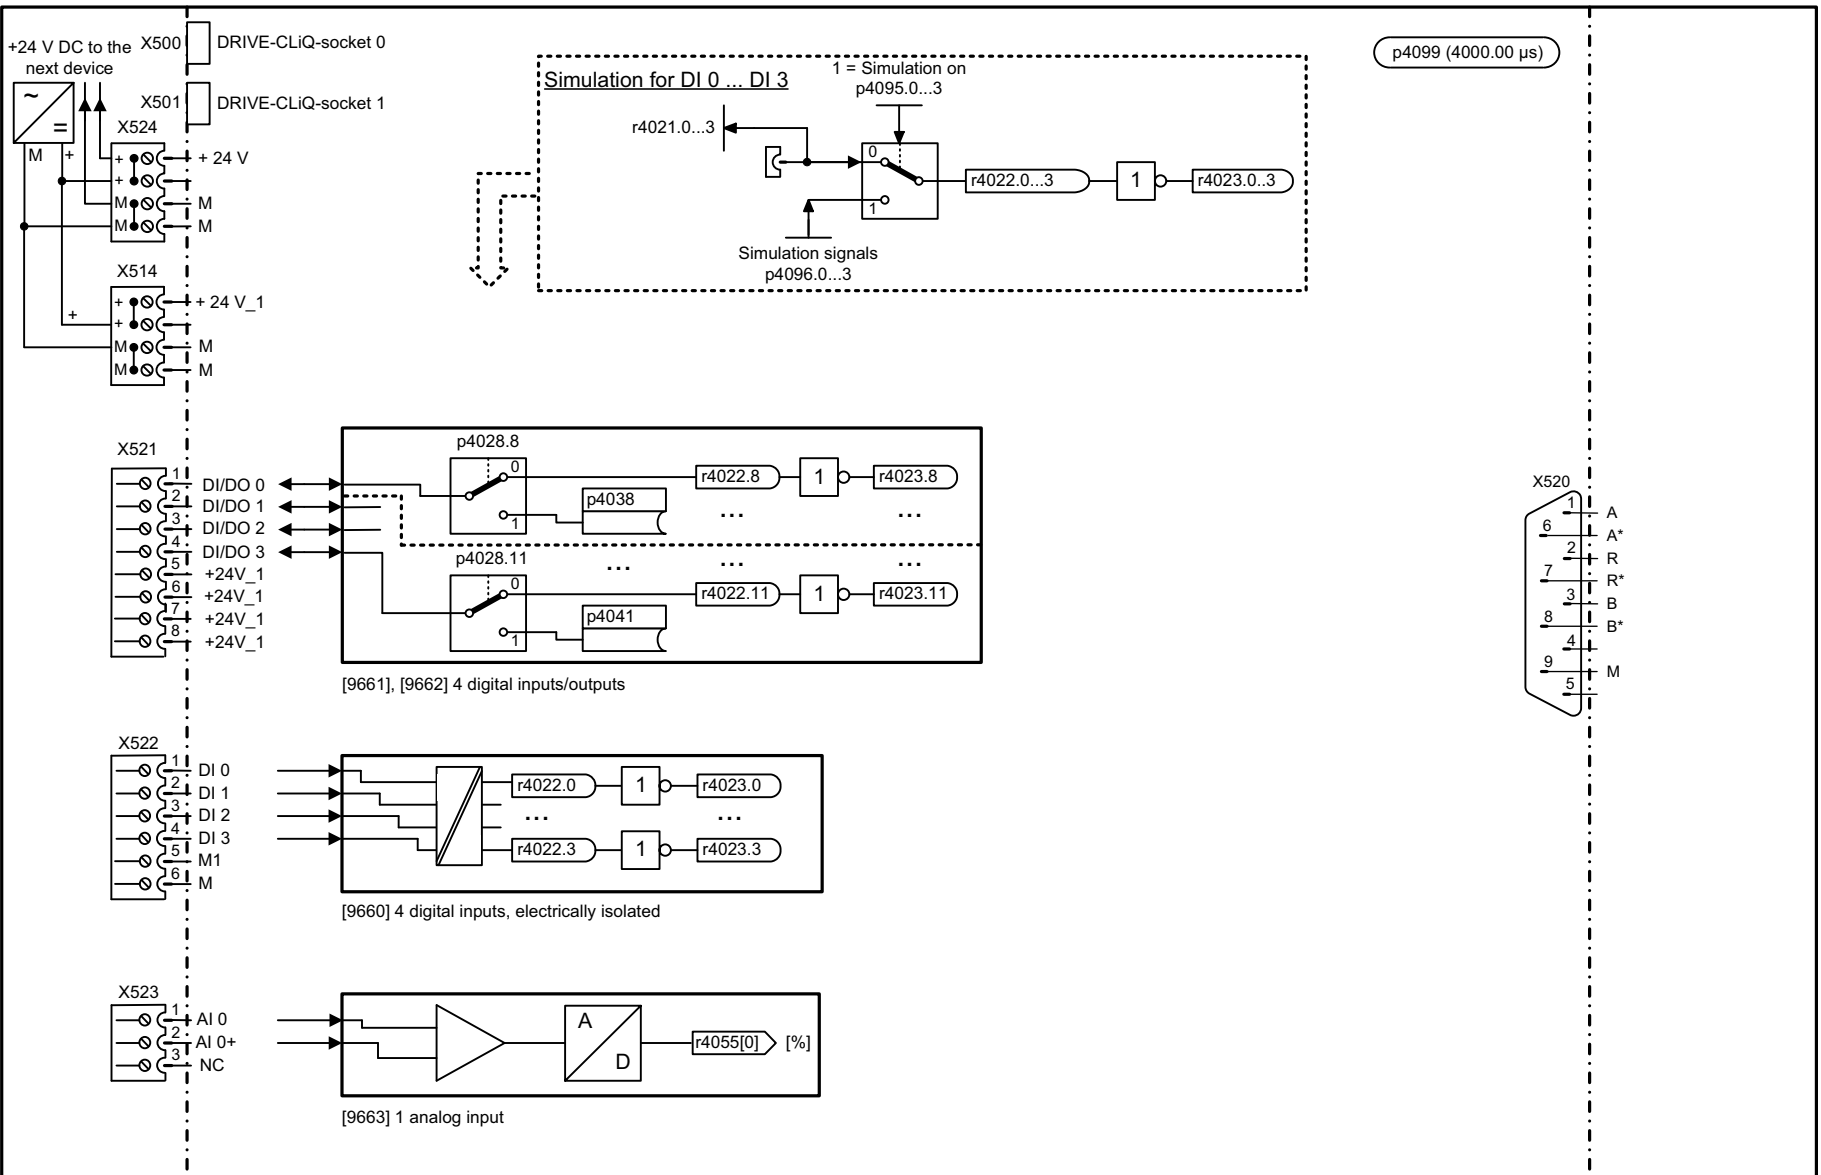 +24 V DC to the
next device
X500
DRIVE-CLiQ-socket 0
X501
DRIVE-CLiQ-socket 1
~
=
M
+
X524
+
+ 24 V
+
M
M
M
M
X514
+
+
+ 24 V_1
+
M
M
M
M
Simulation for DI 0 ... DI 3
1 = Simulation on
p4095.0...3
r4021.0...3
0
1
r4022.0...3
1
r4023.0..3
Simulation signals
p4096.0...3
p4099 (4000.00 µs)
X521
1 DI/DO 0
2 DI/DO 1
3 DI/DO 2
4 DI/DO 3
5 +24V_1
6 +24V_1
7 +24V_1
8 +24V_1
p4028.8
0
1
p4038
r4022.8
1
r4023.8
...
...
p4028.11
...
...
...
0
1
p4041
r4022.11
1
r4023.11
[9661], [9662] 4 digital inputs/outputs
X520
1 A
6 A*
2 R
7 R*
3 B
8 B*
4
9 M
5
X522
1 DI 0
2 DI 1
3 DI 2
4 DI 3
5 M1
6 M
r4022.0
1
r4023.0
...
...
r4022.3
1
r4023.3
[9660] 4 digital inputs, electrically isolated
X523
1 AI 0
2 AI 0+
3 NC
A
D
r4055[0]
[%]
[9663] 1 analog input